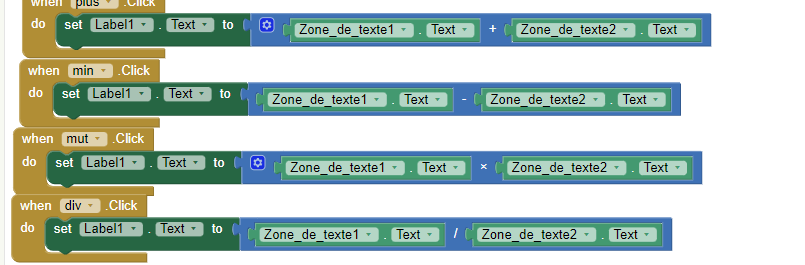 when plus .Click
do set Label1 . Text to Zone_de_texte1 . Text + Zone_de_texte2 . Text
when min .Click
do set Label1 . Text to Zone_de_texte1 . Text - Zone_de_texte2 . Text
when mut .Click
do set Label1 . Text to Zone_de_texte1 . Text × Zone_de_texte2 . Text
when div .Click
do set Label1 . Text to Zone_de_texte1 . Text / Zone_de_texte2 . Text